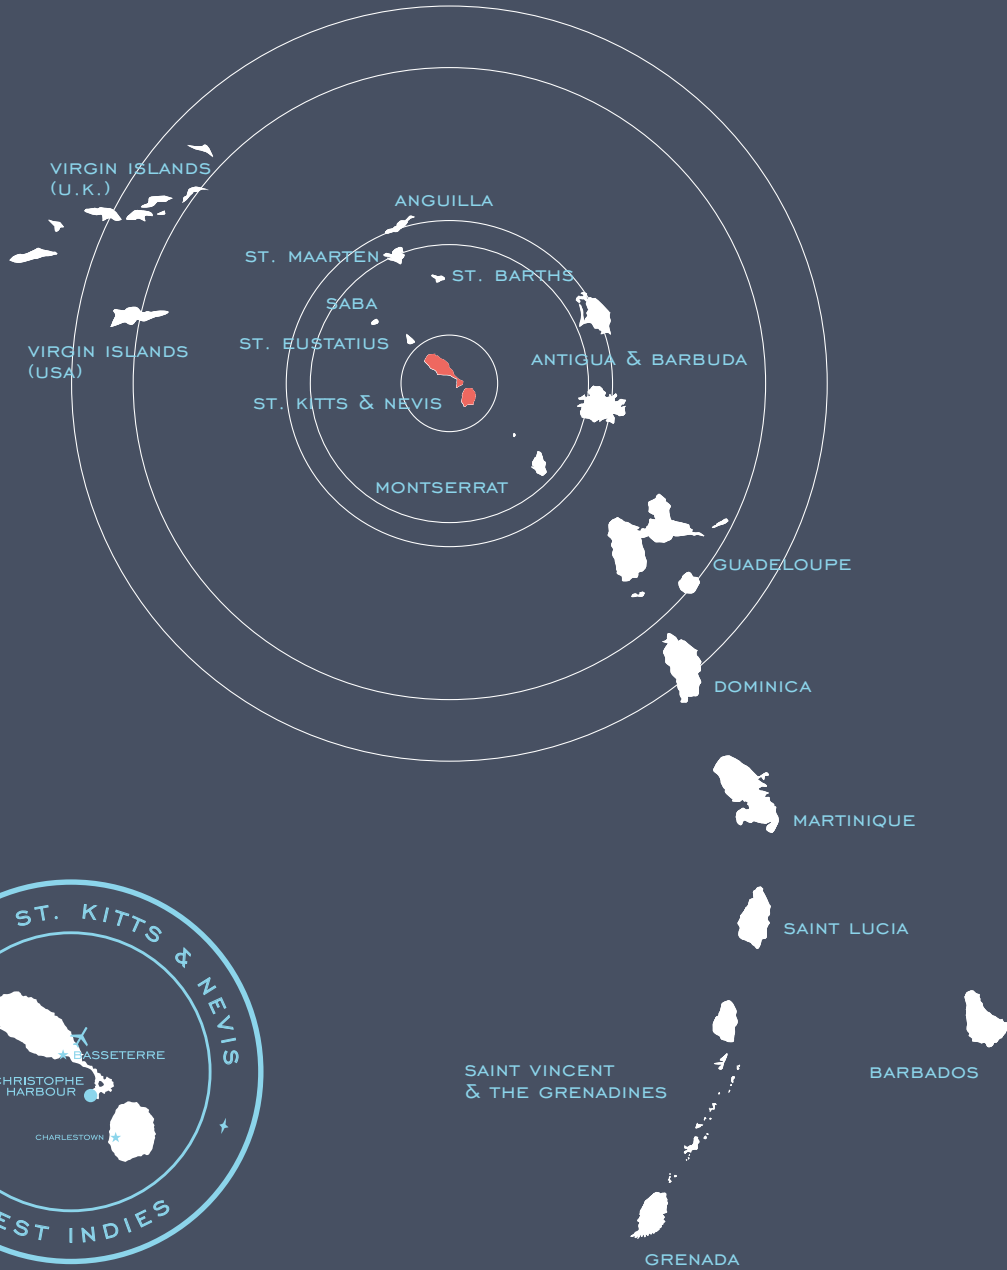 VIRGIN ISLANDS
(U.K.)
ANGUILLA
ST. MAARTEN
ST. BARTHS
SABA
ST. EUSTATIUS
VIRGIN ISLANDS
(USA)
ANTIGUA & BARBUDA
ST. KITTS & NEVIS
MONTSERRAT
GUADELOUPE
DOMINICA
MARTINIQUE
SAINT LUCIA
SAINT VINCENT
& THE GRENADINES
BARBADOS
GRENADA
ST. KITTS & NEVIS
BASSETERRE
CHRISTOPHE
HARBOUR
CHARLESTOWN
EST INDIES